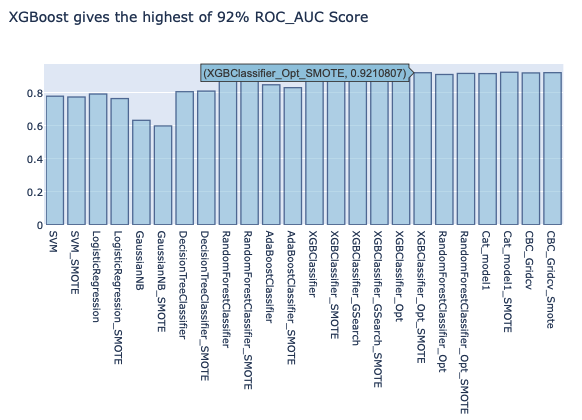 XGBoost gives the highest of 92% ROC_AUC Score
(XGBClassifier_Opt_SMOTE, 0.9210807)
0.8
0.6
0.4
0.2
0
SVM
SVM_SMOTE
LogisticRegression
LogisticRegression_SMOTE
GaussianNB
GaussianNB_SMOTE
DecisionTreeClassifier
DecisionTreeClassifier_SMOTE
RandomForestClassifier
RandomForestClassifier_SMOTE
AdaBoostClassifier
AdaBoostClassifier_SMOTE
XGBClassifier
XGBClassifier_SMOTE
XGBClassifier_GSearch
XGBClassifier_GSearch_SMOTE
XGBClassifier_Opt
XGBClassifier_Opt_SMOTE
RandomForestClassifier_Opt
RandomForestClassifier_Opt_SMOTE
Cat_model1
Cat_model1_SMOTE
CBC_Gridcv
CBC_Gridcv_Smote